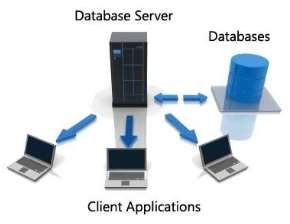 Database Server
Databases
Client Applications